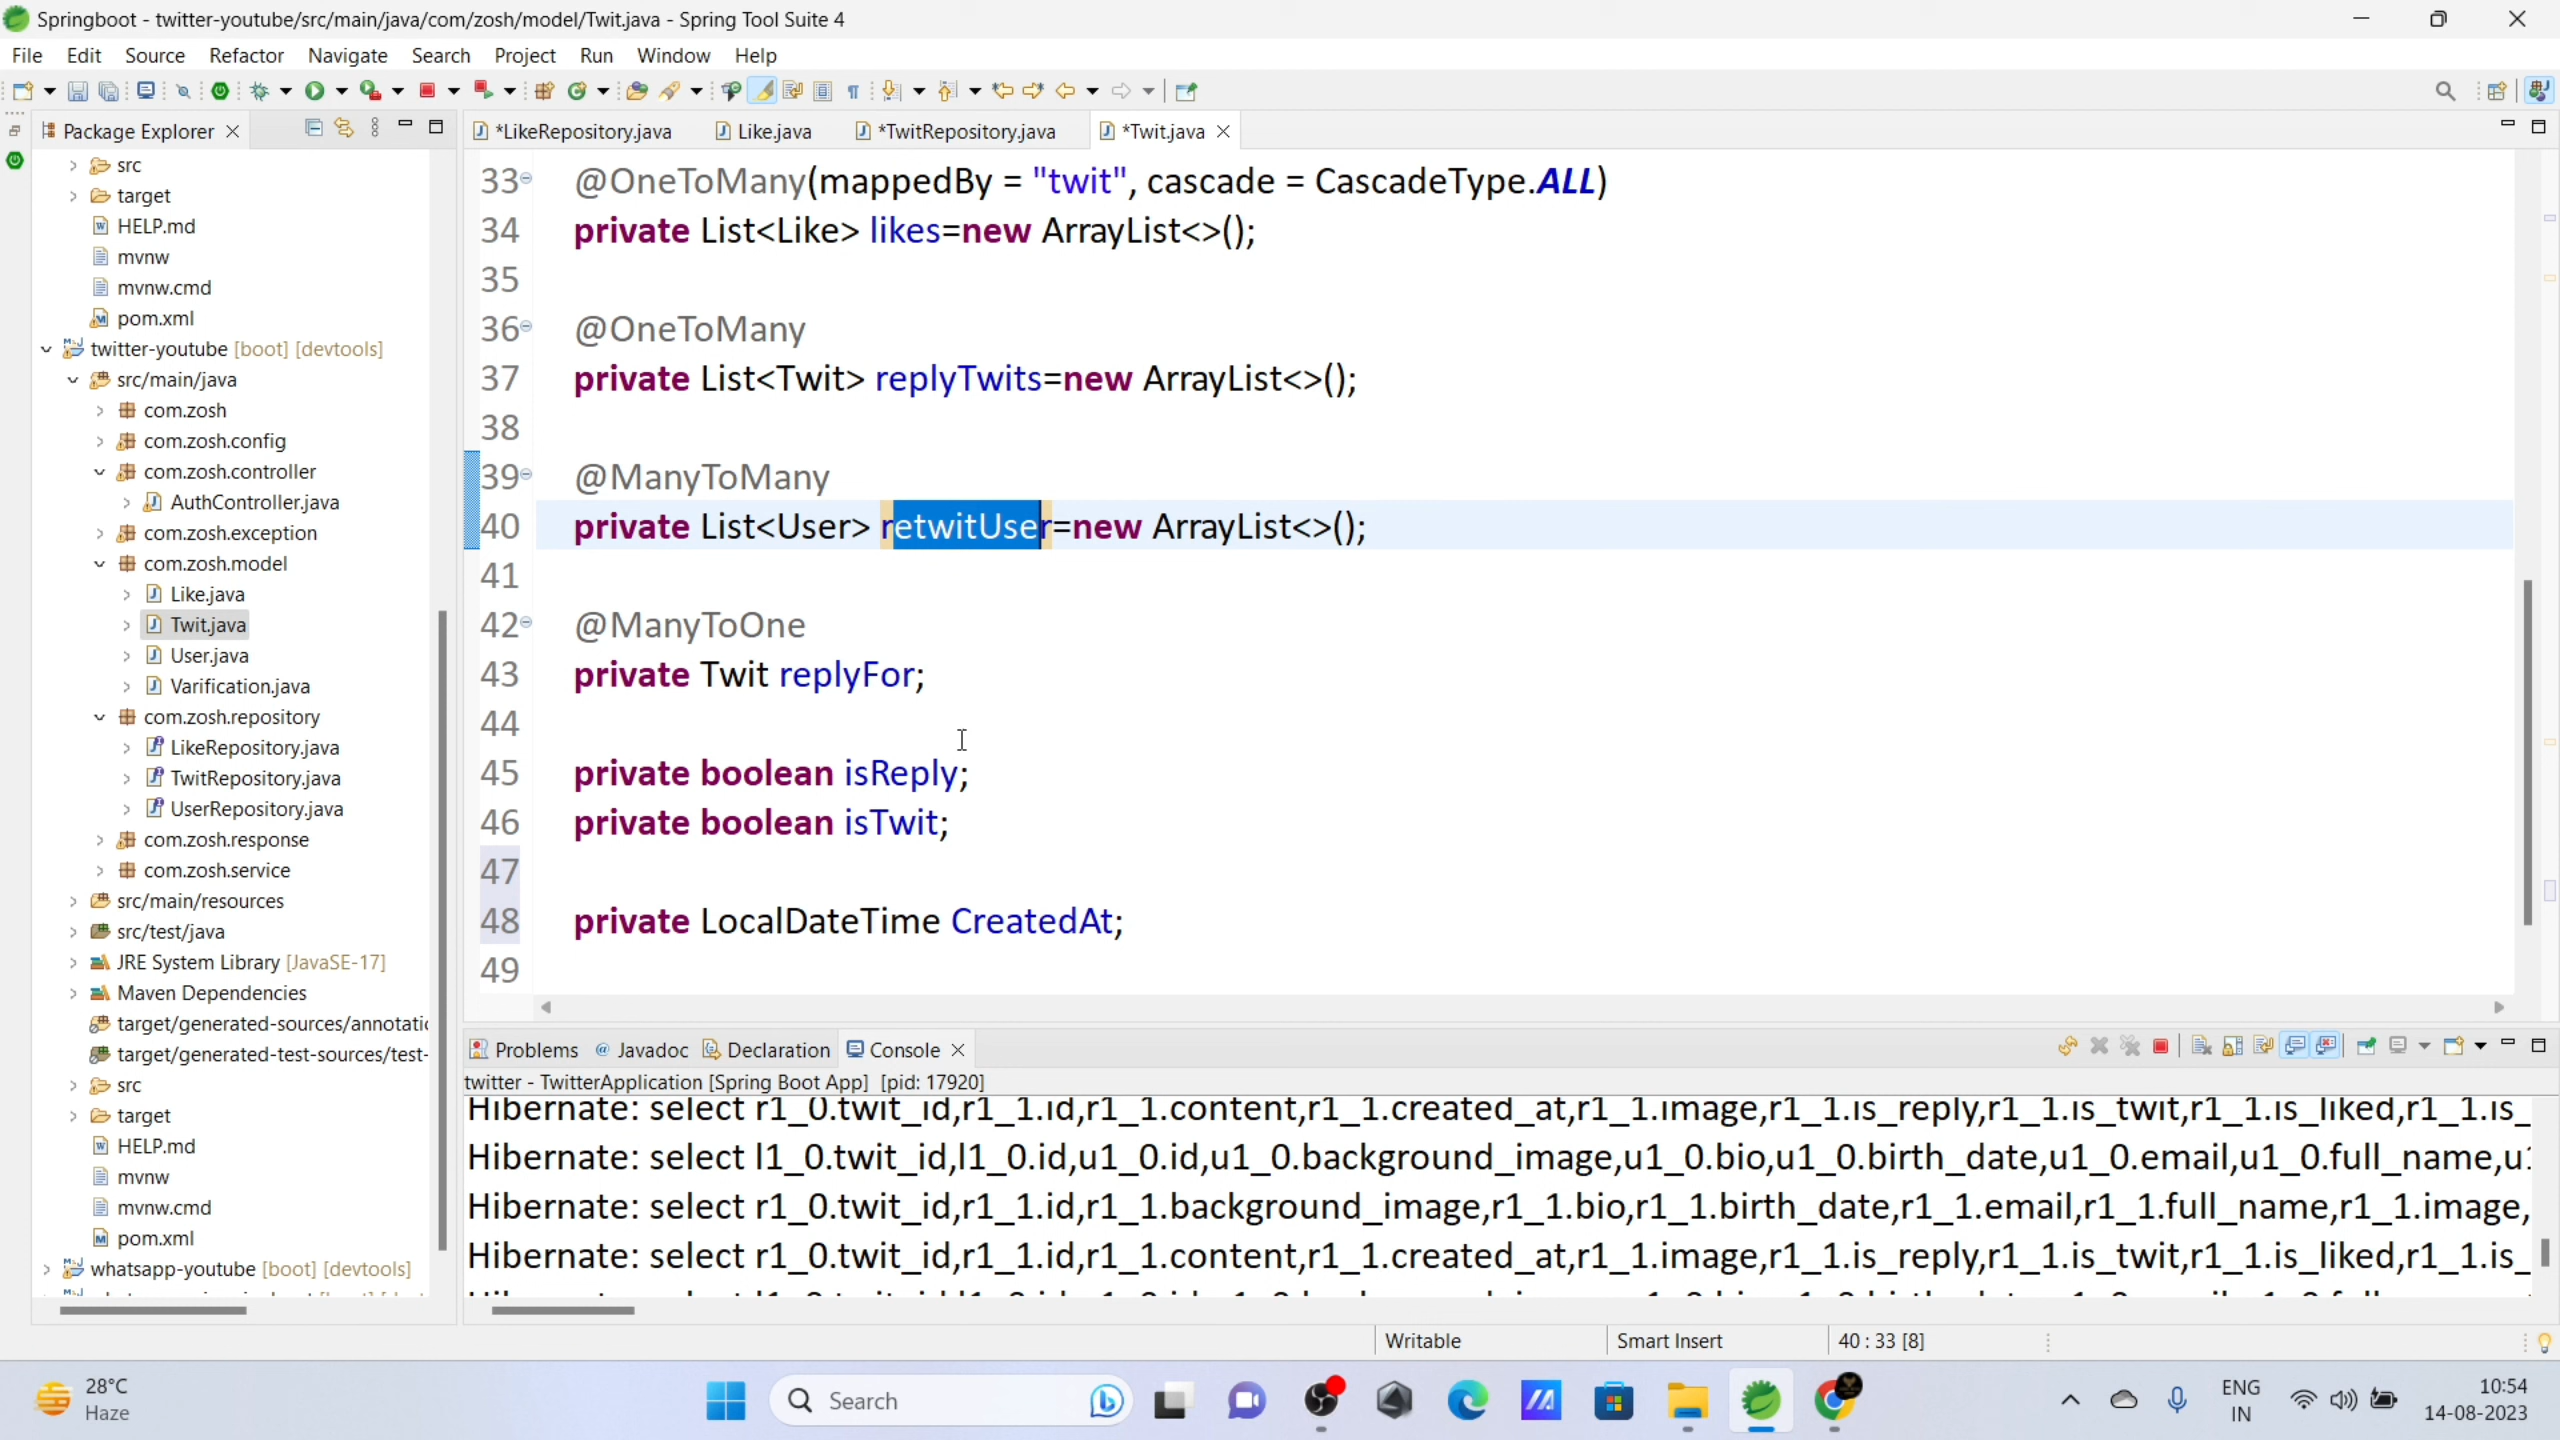 Springboot - twitter-youtube/src/main/java/com/zosh/model/Twit.java - Spring Tool Suite 4
File Edit Source Refactor Navigate Search Project Run Window Help
Package Explorer
*LikeRepository.java Like.java *TwitRepository.java *Twit.java
src
target
HELP.md
mvnw
mvnw.cmd
pom.xml
twitter-youtube [boot] [devtools]
src/main/java
com.zosh
com.zosh.config
com.zosh.controller
AuthController.java
com.zosh.exception
com.zosh.model
Like.java
Twit.java
User.java
Varification.java
com.zosh.repository
LikeRepository.java
TwitRepository.java
UserRepository.java
com.zosh.response
com.zosh.service
src/main/resources
src/test/java
JRE System Library [JavaSE-17]
Maven Dependencies
target/generated-sources/annotati
target/generated-test-sources/test-
src
target
HELP.md
mvnw
mvnw.cmd
pom.xml
whatsapp-youtube [boot] [devtools]
33 @OneToMany(mappedBy = "twit", cascade = CascadeType.ALL)
34 private List<Like> likes=new ArrayList<>();
35
36 @OneToMany
37 private List<Twit> replyTwits=new ArrayList<>();
38
39 @ManyToMany
40 private List<User> retwitUser=new ArrayList<>();
41
42 @ManyToOne
43 private Twit replyFor;
44
45 private boolean isReply;
46 private boolean isTwit;
47
48 private LocalDateTime CreatedAt;
49
Problems @ Javadoc Declaration Console
twitter - TwitterApplication [Spring Boot App] [pid: 17920]
Hibernate: select r1_0.twit_id,r1_1.id,r1_1.content,r1_1.created_at,r1_1.image,r1_1.is_reply,r1_1.is_twit,r1_1.is_liked,r1_1.is_
Hibernate: select l1_0.twit_id,l1_0.id,u1_0.id,u1_0.background_image,u1_0.bio,u1_0.birth_date,u1_0.email,u1_0.full_name,u
Hibernate: select r1_0.twit_id,r1_1.id,r1_1.background_image,r1_1.bio,r1_1.birth_date,r1_1.email,r1_1.full_name,r1_1.image,
Hibernate: select r1_0.twit_id,r1_1.id,r1_1.content,r1_1.created_at,r1_1.image,r1_1.is_reply,r1_1.is_twit,r1_1.is_liked,r1_1.is_
Writable Smart Insert 40 : 33 [8]
28°C
Haze
Search
ENG
IN
10:54
14-08-2023